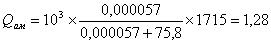 Q_ам = 10^3 × 0,000057 / (0,000057 + 75,8) × 1715 = 1,28